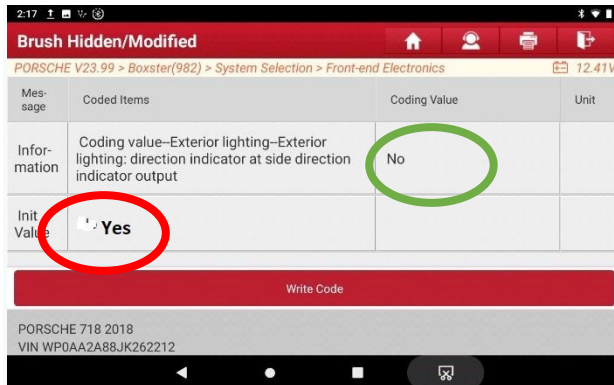 2:17
Brush Hidden/Modified
PORSCHE V23.99 > Boxster(982) > System Selection > Front-end Electronics
12.41V
Mes-
sage
Coded Items
Coding Value
Unit
Infor-
mation
Coding value--Exterior lighting--Exterior
lighting: direction indicator at side direction
indicator output
No
Init
Value
Yes
Write Code
PORSCHE 718 2018
VIN WP0AA2A88JK262212